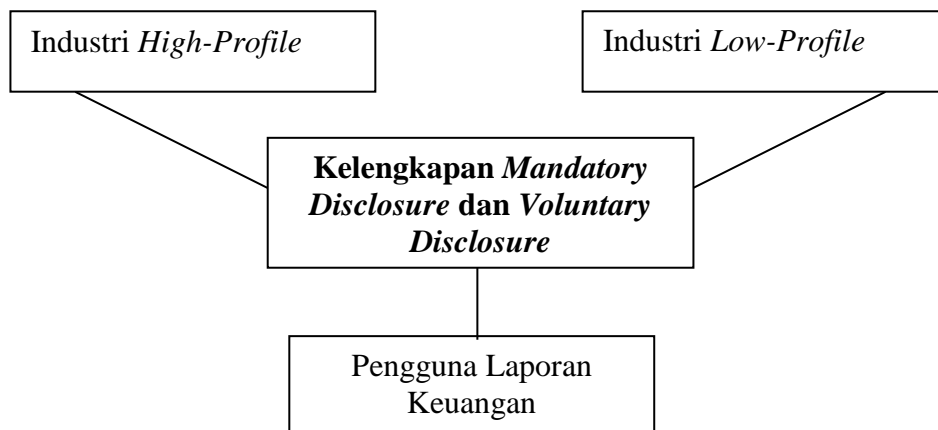 Industri High-Profile
Industri Low-Profile
Kelengkapan Mandatory
Disclosure dan Voluntary
Disclosure
Pengguna Laporan
Keuangan